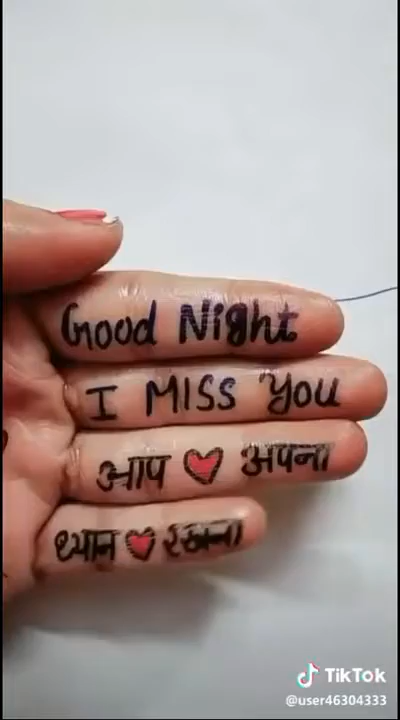 Good Night
I MISS You
आप ❤ अपना
ध्यान ❤ रखना
TikTok
@user46304333